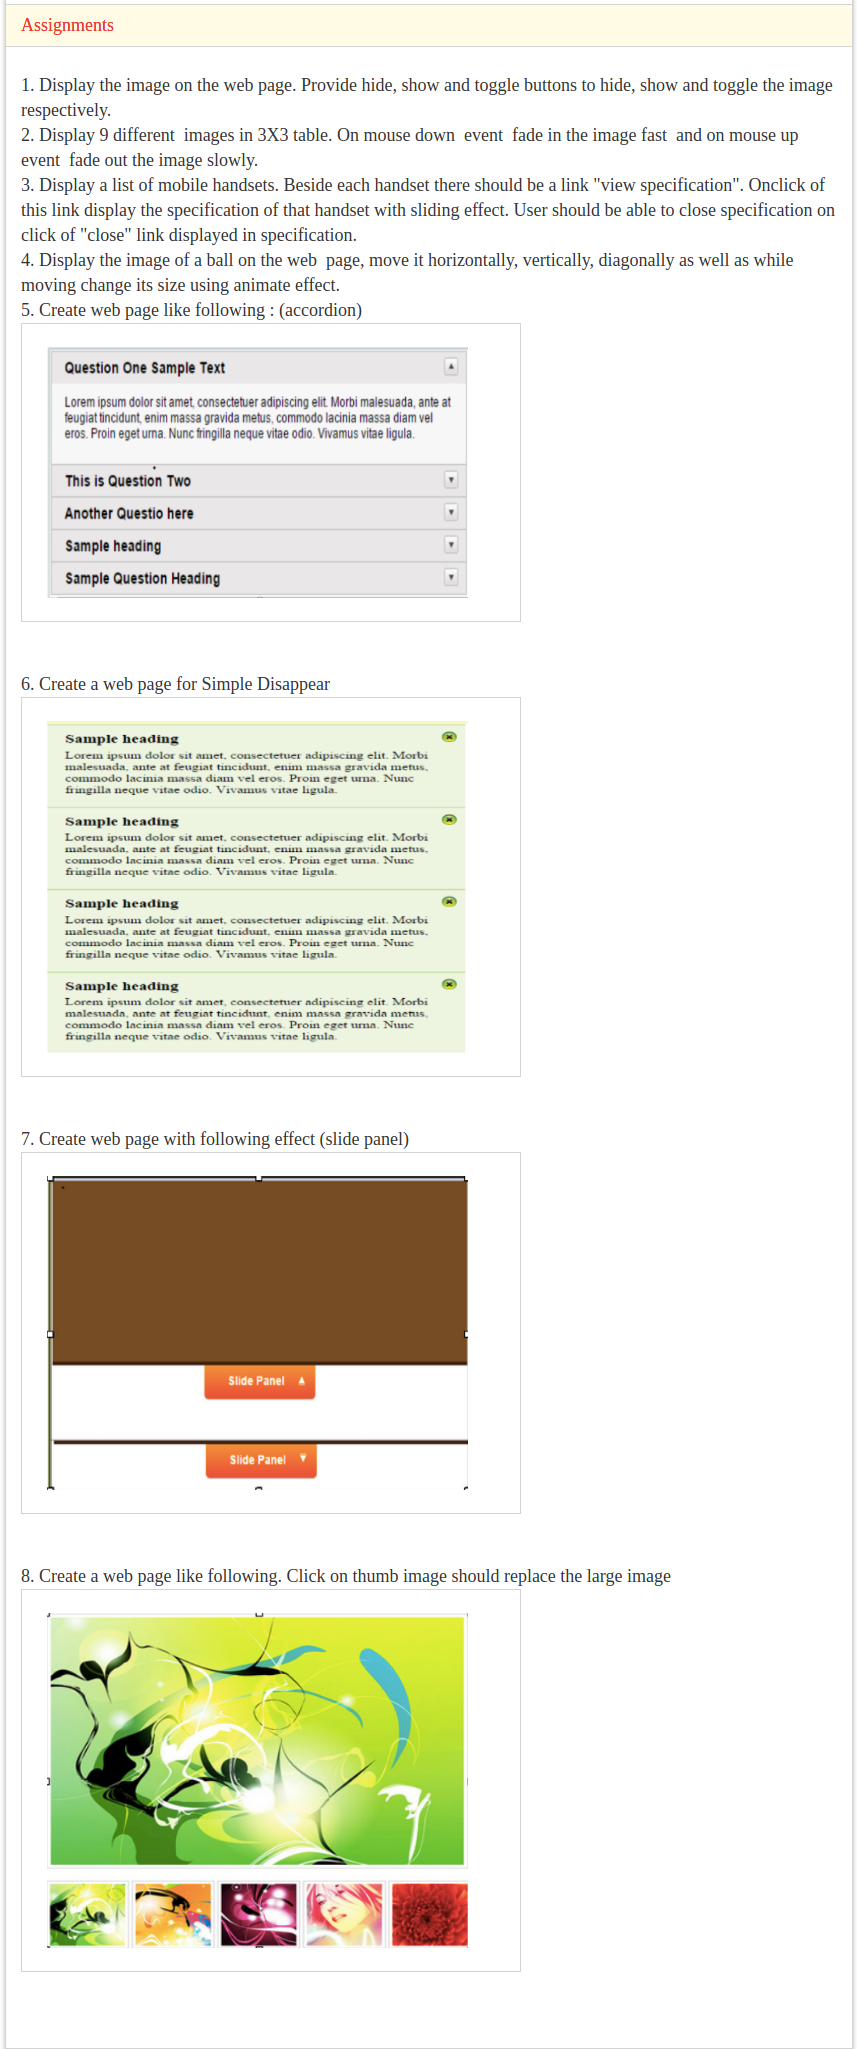 Assignments
1. Display the image on the web page. Provide hide, show and toggle buttons to hide, show and toggle the image
respectively.
2. Display 9 different  images in 3X3 table. On mouse down  event  fade in the image fast  and on mouse up
event  fade out the image slowly.
3. Display a list of mobile handsets. Beside each handset there should be a link "view specification". Onclick of
this link display the specification of that handset with sliding effect. User should be able to close specification on
click of "close" link displayed in specification.
4. Display the image of a ball on the web  page, move it horizontally, vertically, diagonally as well as while
moving change its size using animate effect.
5. Create web page like following : (accordion)
Question One Sample Text
Lorem ipsum dolor sit amet, consectetuer adipiscing elit. Morbi malesuada, ante at
feugiat tincidunt, enim massa gravida metus, commodo lacinia massa diam vel
eros. Proin eget urna. Nunc fringilla neque vitae odio. Vivamus vitae ligula.
This is Question Two
Another Questio here
Sample heading
Sample Question Heading
6. Create a web page for Simple Disappear
Sample heading
Lorem ipsum dolor sit amet, consectetuer adipiscing elit. Morbi
malesuada, ante at feugiat tincidunt, enim massa gravida metus,
commodo lacinia massa diam vel eros. Proin eget urna. Nunc
fringilla neque vitae odio. Vivamus vitae ligula.
Sample heading
Lorem ipsum dolor sit amet, consectetuer adipiscing elit. Morbi
malesuada, ante at feugiat tincidunt, enim massa gravida metus,
commodo lacinia massa diam vel eros. Proin eget urna. Nunc
fringilla neque vitae odio. Vivamus vitae ligula.
Sample heading
Lorem ipsum dolor sit amet, consectetuer adipiscing elit. Morbi
malesuada, ante at feugiat tincidunt, enim massa gravida metus,
commodo lacinia massa diam vel eros. Proin eget urna. Nunc
fringilla neque vitae odio. Vivamus vitae ligula.
Sample heading
Lorem ipsum dolor sit amet, consectetuer adipiscing elit. Morbi
malesuada, ante at feugiat tincidunt, enim massa gravida metus,
commodo lacinia massa diam vel eros. Proin eget urna. Nunc
fringilla neque vitae odio. Vivamus vitae ligula.
7. Create web page with following effect (slide panel)
Slide Panel
Slide Panel
8. Create a web page like following. Click on thumb image should replace the large image